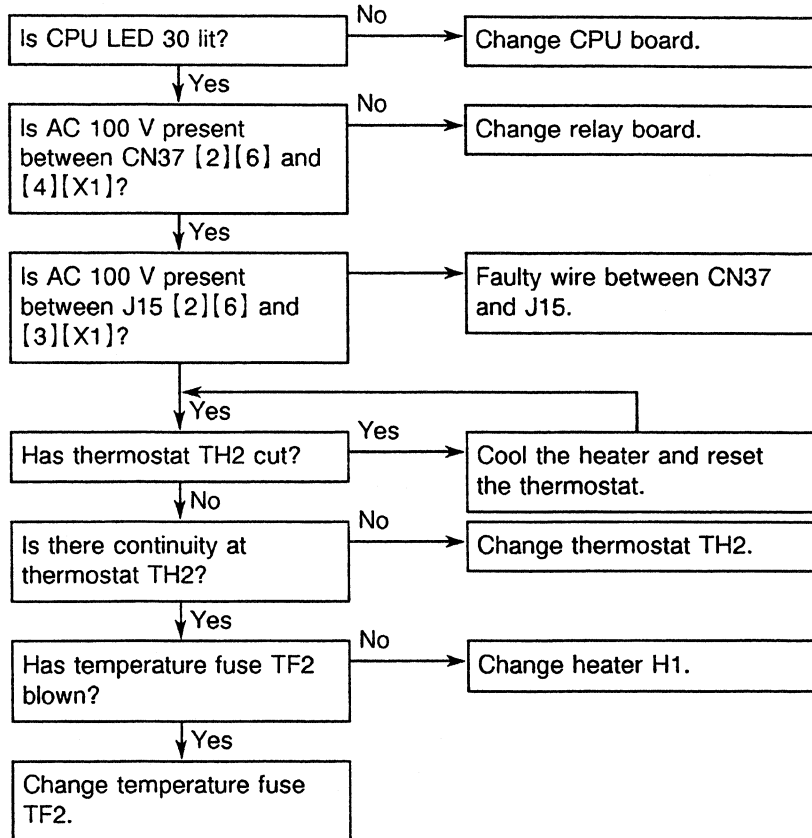 Is CPU LED 30 lit?
No
Change CPU board.
Yes
Is AC 100 V present
between CN37 [2][6] and
[4][X1]?
No
Change relay board.
Yes
Is AC 100 V present
between J15 [2][6] and
[3][X1]?
Faulty wire between CN37
and J15.
Yes
Has thermostat TH2 cut?
Yes
Cool the heater and reset
the thermostat.
No
Is there continuity at
thermostat TH2?
No
Change thermostat TH2.
Yes
Has temperature fuse TF2
blown?
No
Change heater H1.
Yes
Change temperature fuse
TF2.